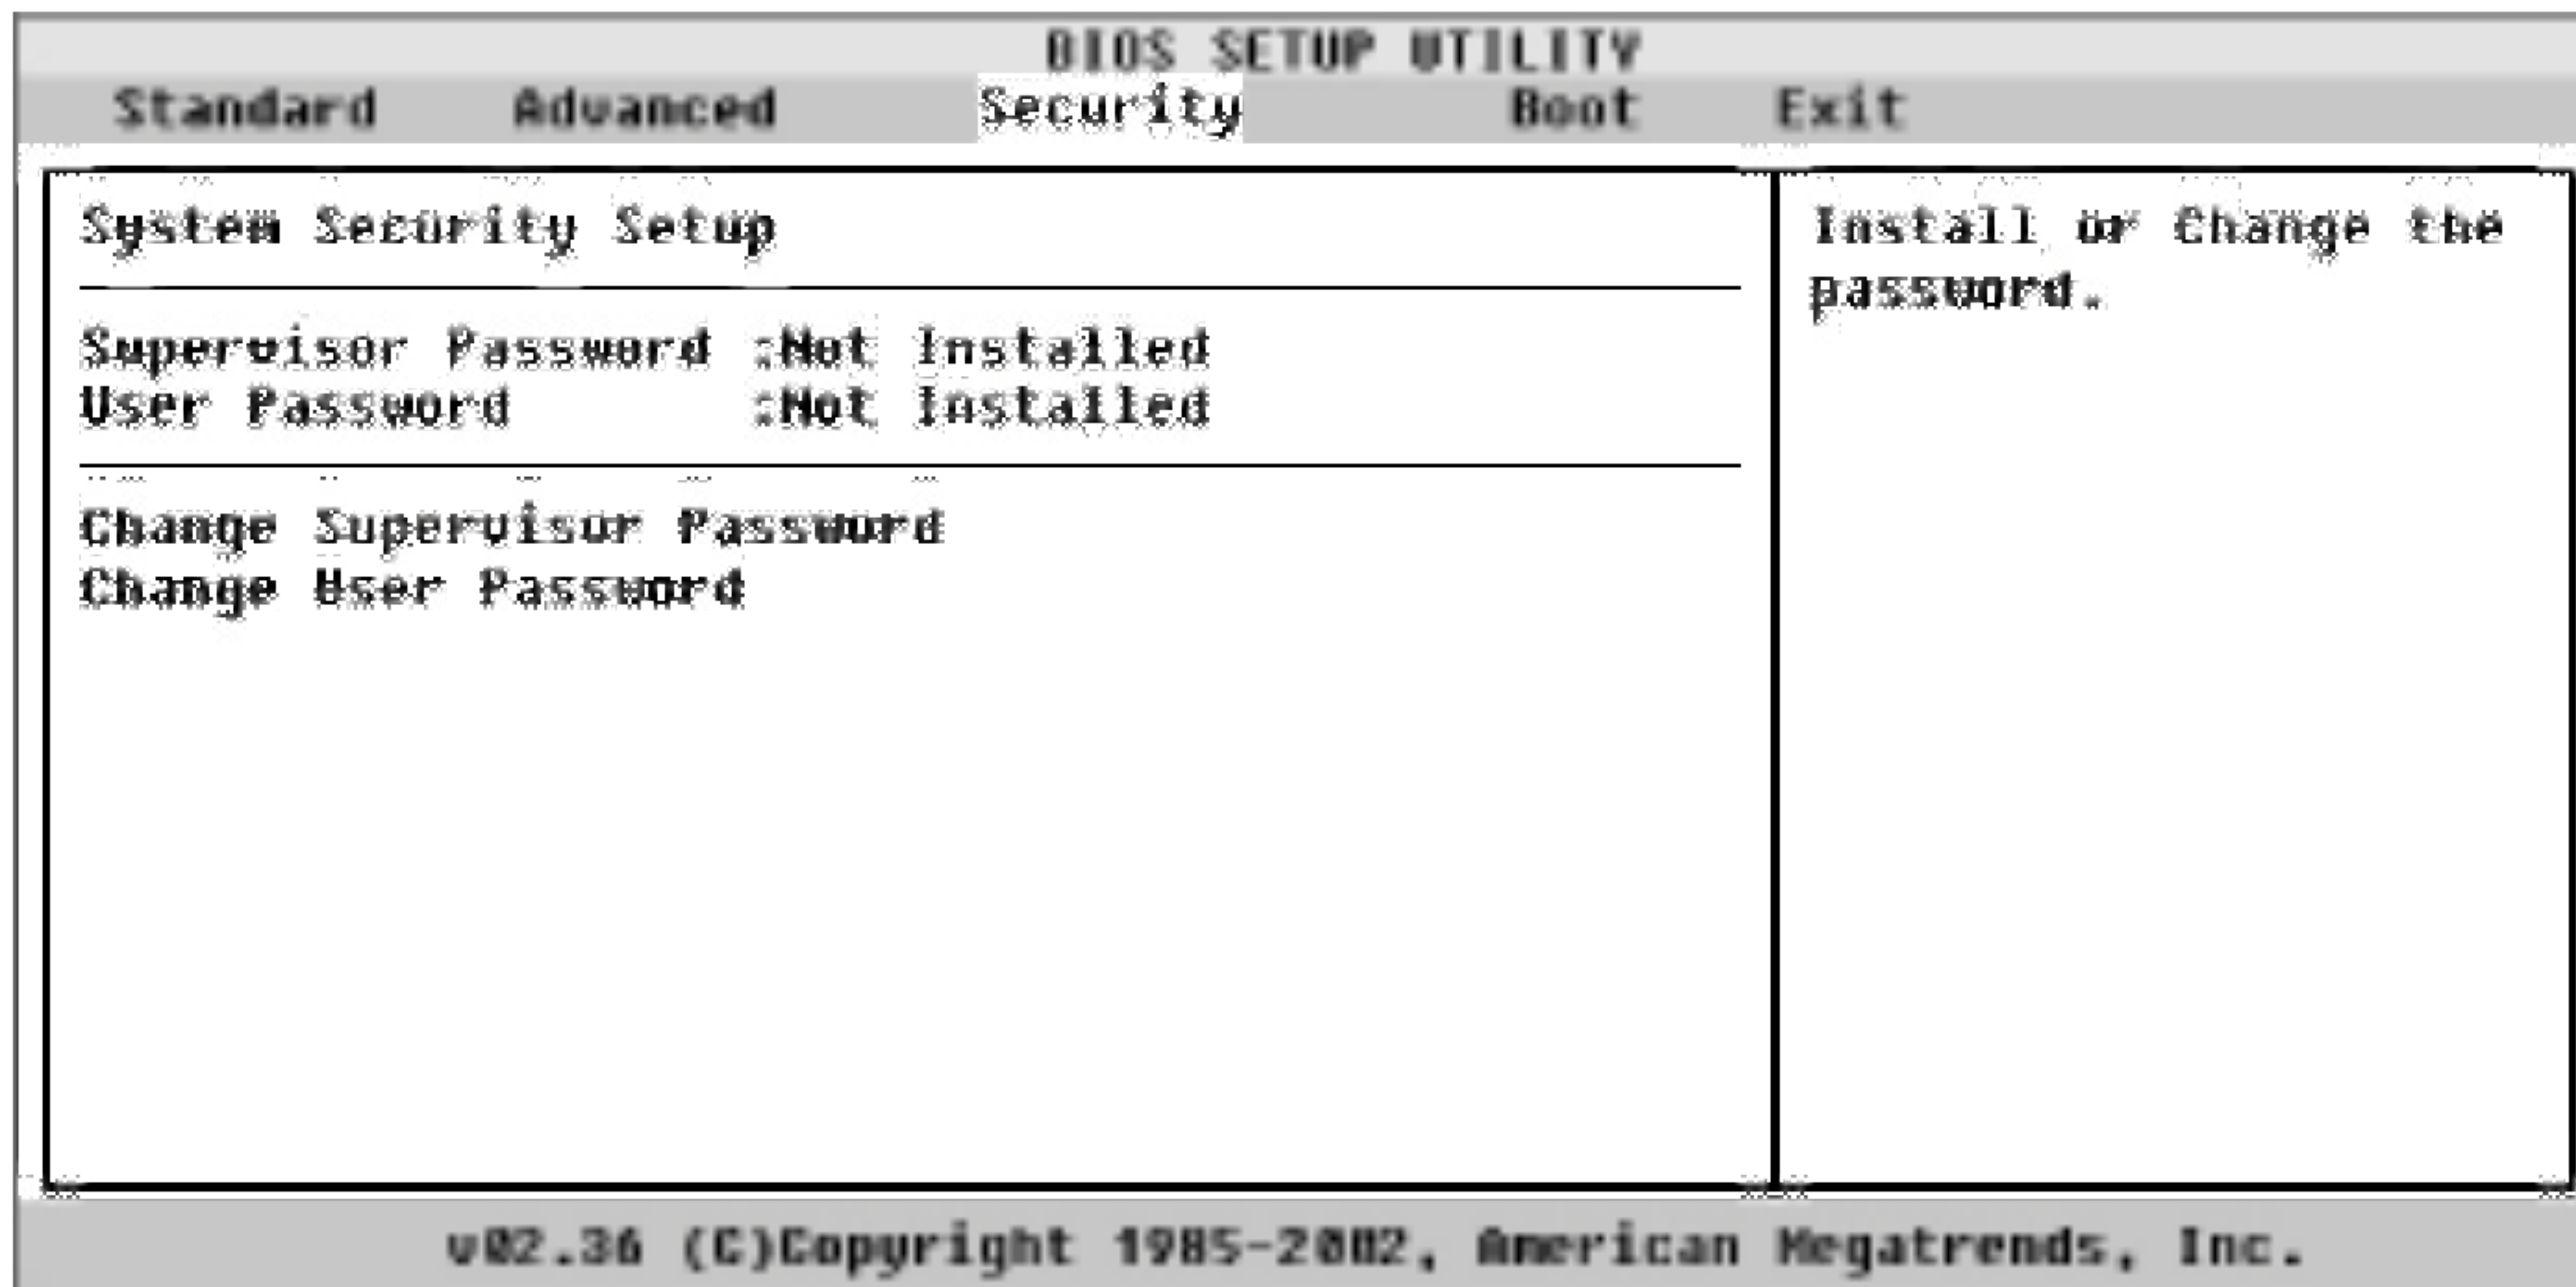 BIOS SETUP UTILITY
Standard Advanced Security Boot Exit
System Security Setup
Supervisor Password :Not Installed
User Password :Not Installed
Change Supervisor Password
Change User Password
Install or Change the
password.
v02.36 (C)Copyright 1985-2002, American Megatrends, Inc.